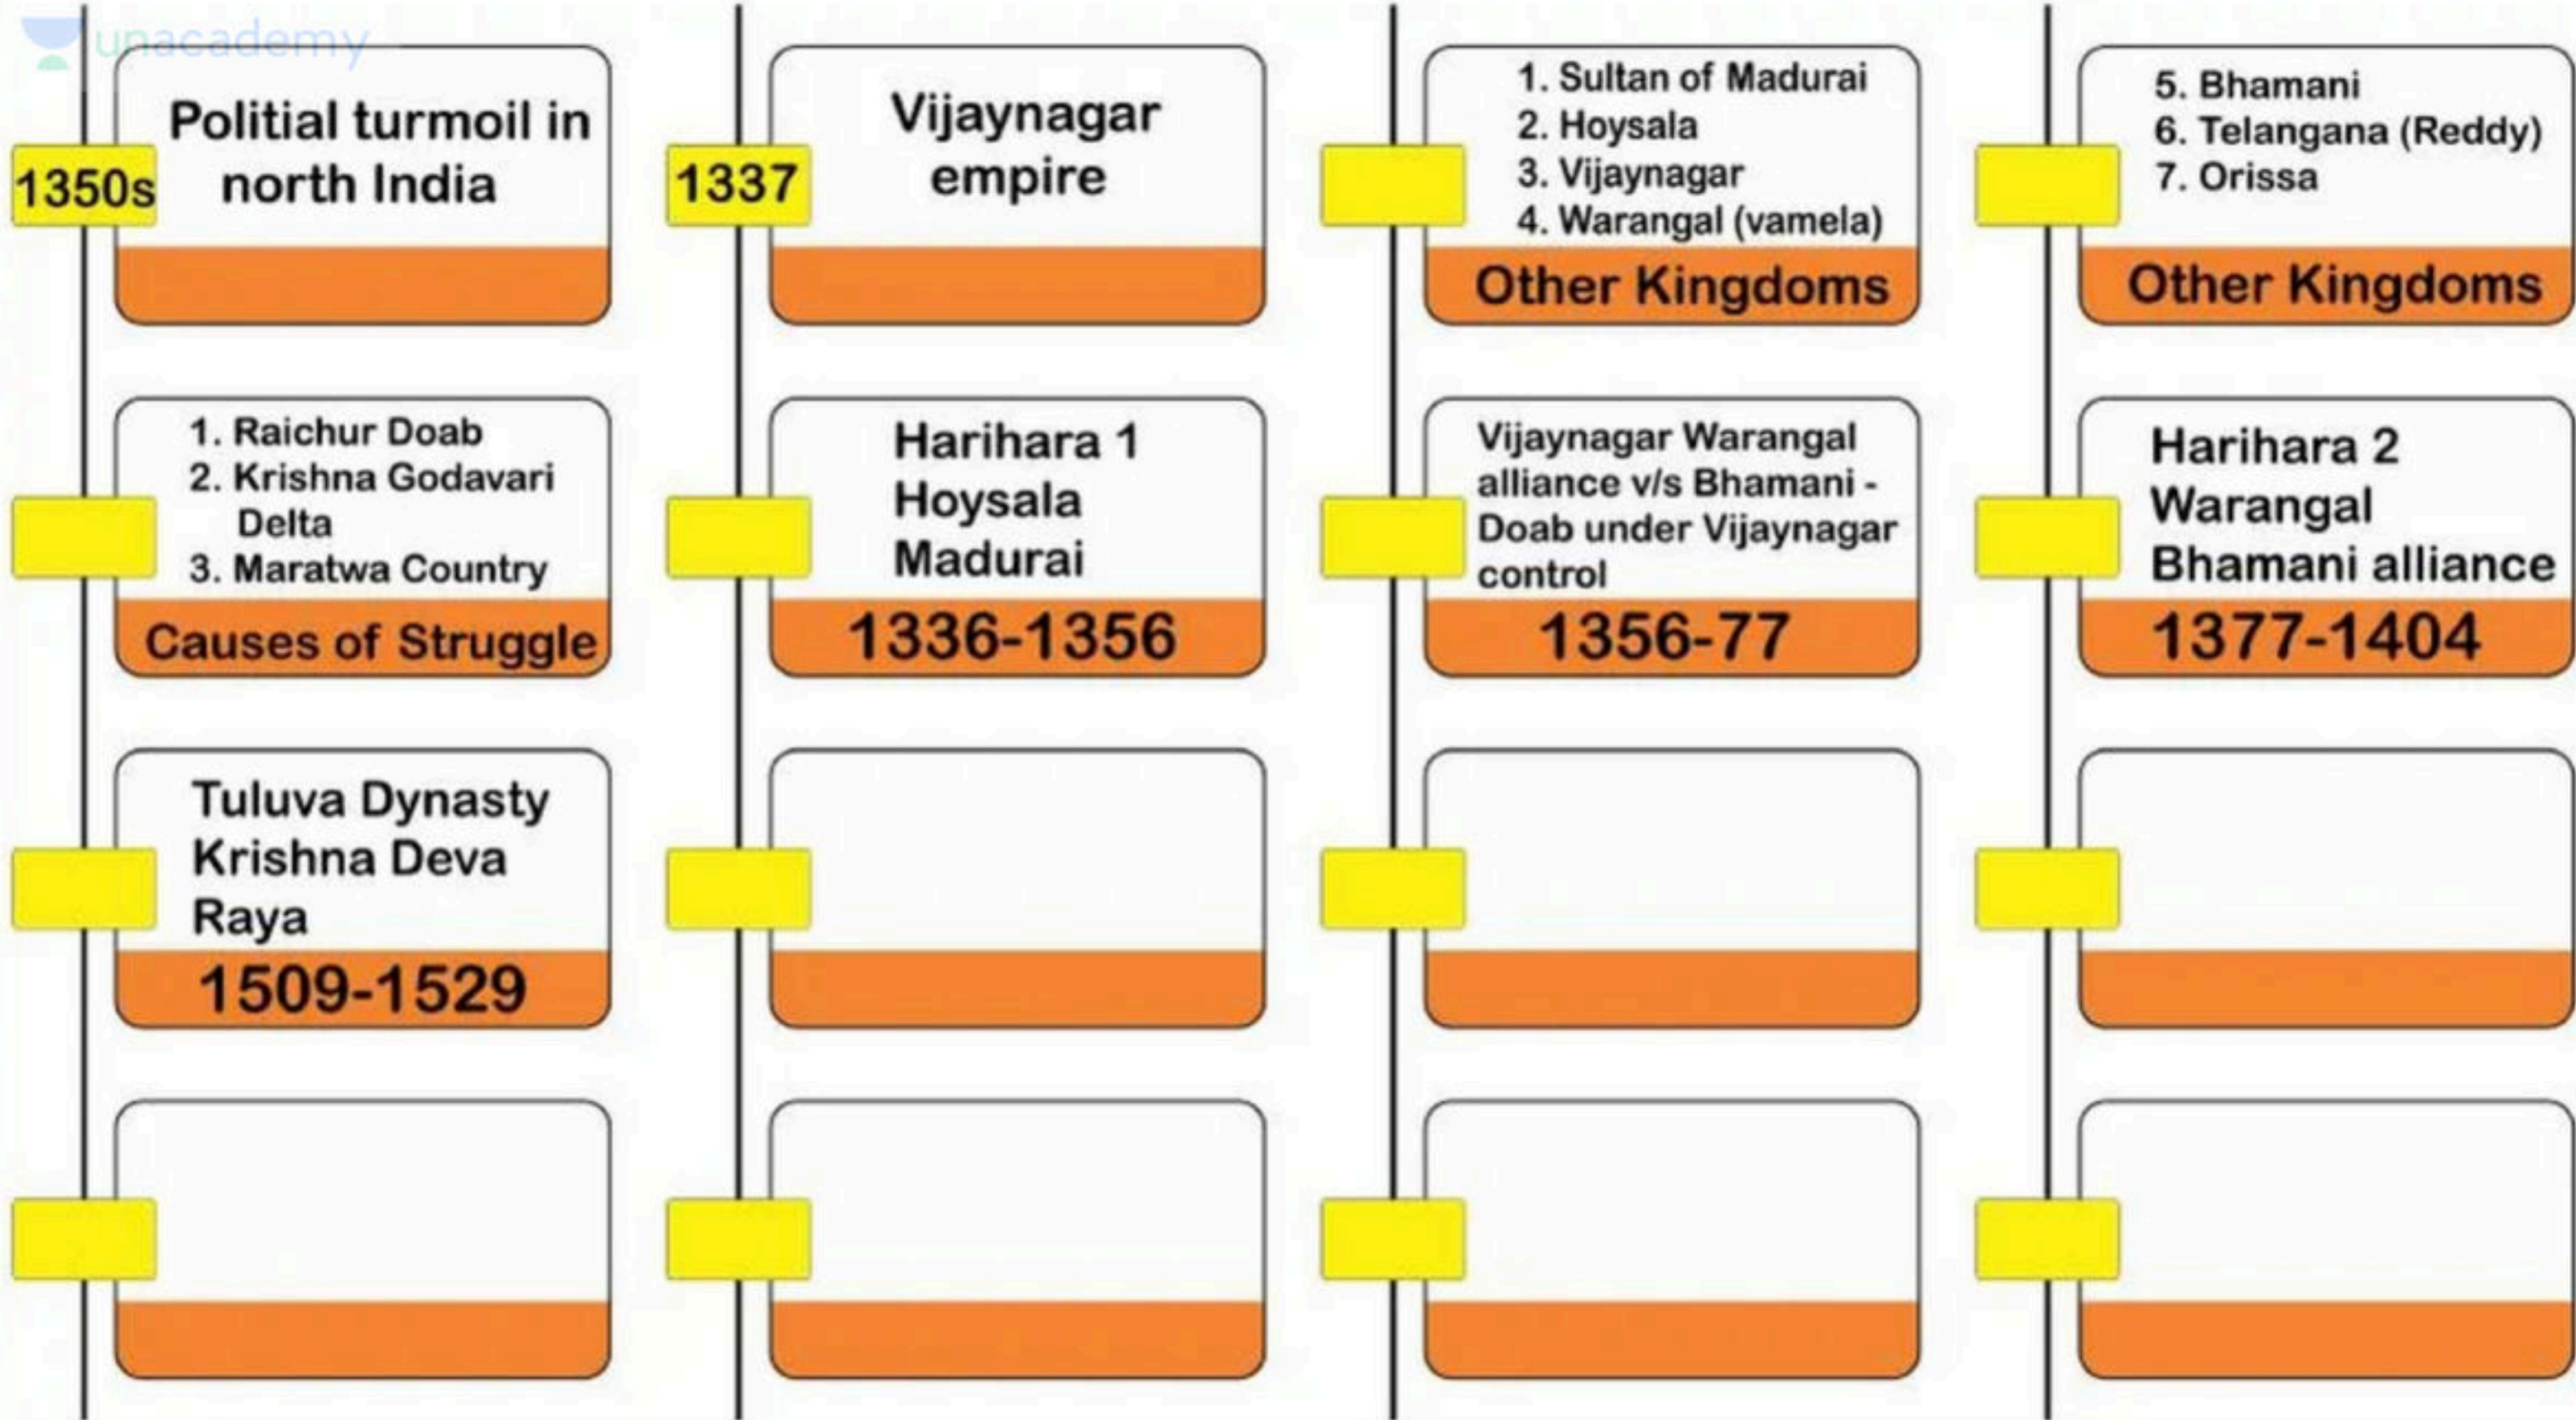 unacademy
1350s
Politial turmoil in
north India
1337
Vijaynagar
empire
1. Sultan of Madurai
2. Hoysala
3. Vijaynagar
4. Warangal (vamela)
Other Kingdoms
5. Bhamani
6. Telangana (Reddy)
7. Orissa
Other Kingdoms
1. Raichur Doab
2. Krishna Godavari
Delta
3. Maratwa Country
Causes of Struggle
Harihara 1
Hoysala
Madurai
1336-1356
Vijaynagar Warangal
alliance v/s Bhamani -
Doab under Vijaynagar
control
1356-77
Harihara 2
Warangal
Bhamani alliance
1377-1404
Tuluva Dynasty
Krishna Deva
Raya
1509-1529